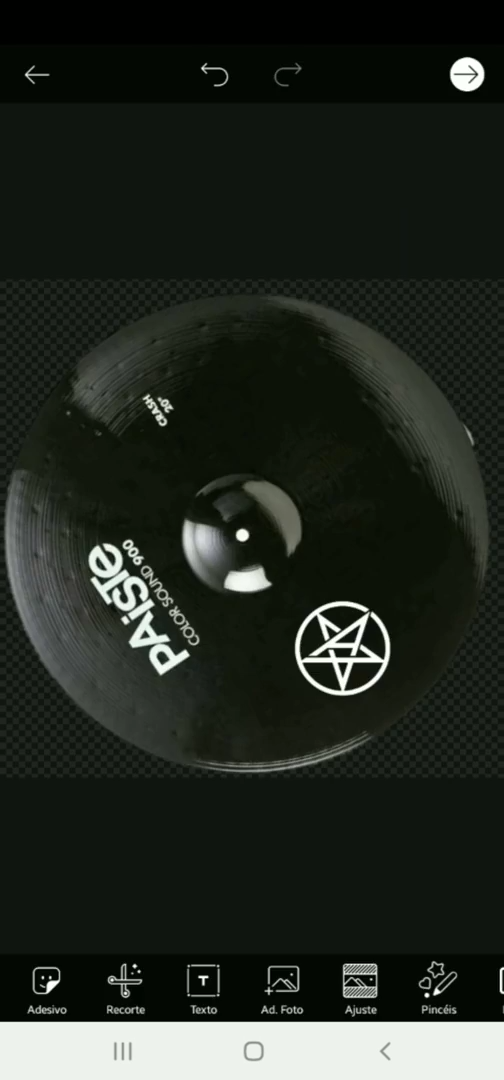 CRASH
20"
PAiSTe
COLOR SOUND 900
Adesivo
Recorte
T
Texto
Ad. Foto
Ajuste
Pincéis